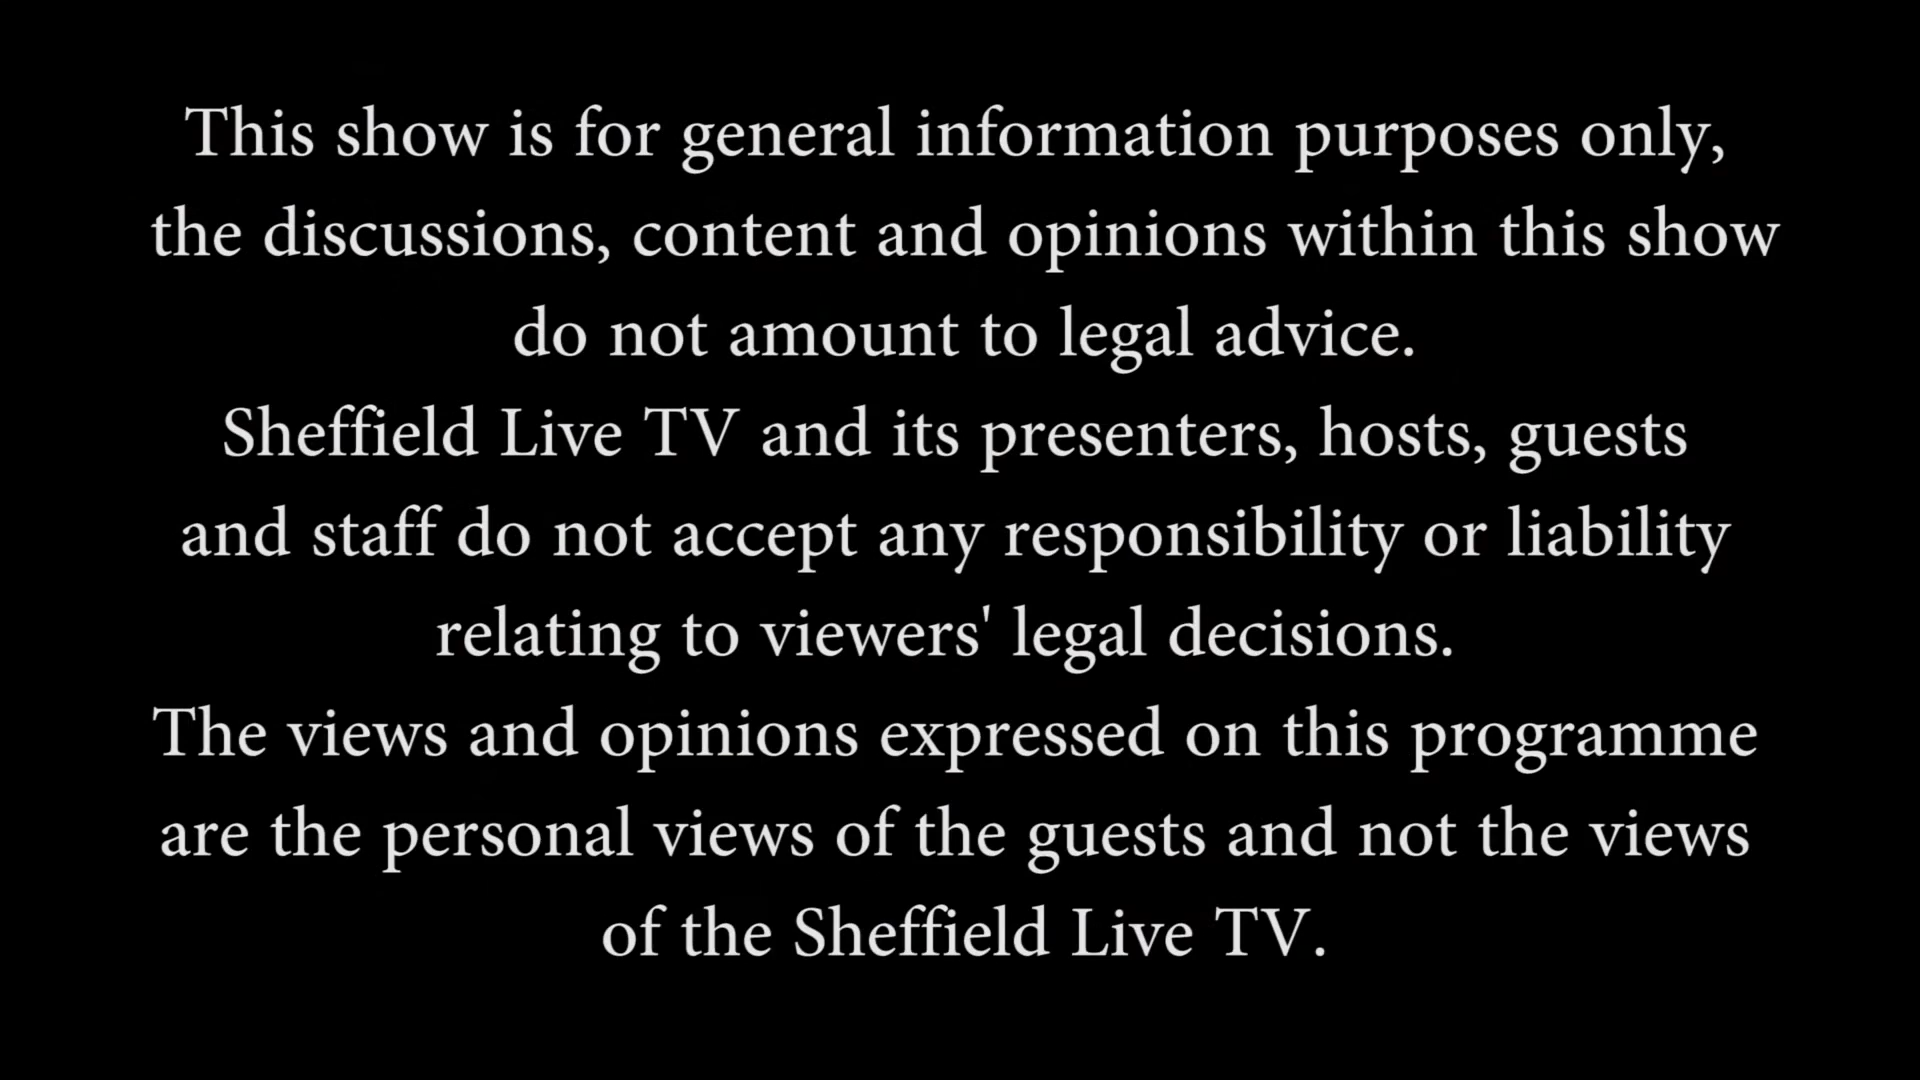 This show is for general information purposes only,
the discussions, content and opinions within this show
do not amount to legal advice.
Sheffield Live TV and its presenters, hosts, guests
and staff do not accept any responsibility or liability
relating to viewers' legal decisions.
The views and opinions expressed on this programme
are the personal views of the guests and not the views
of the Sheffield Live TV.